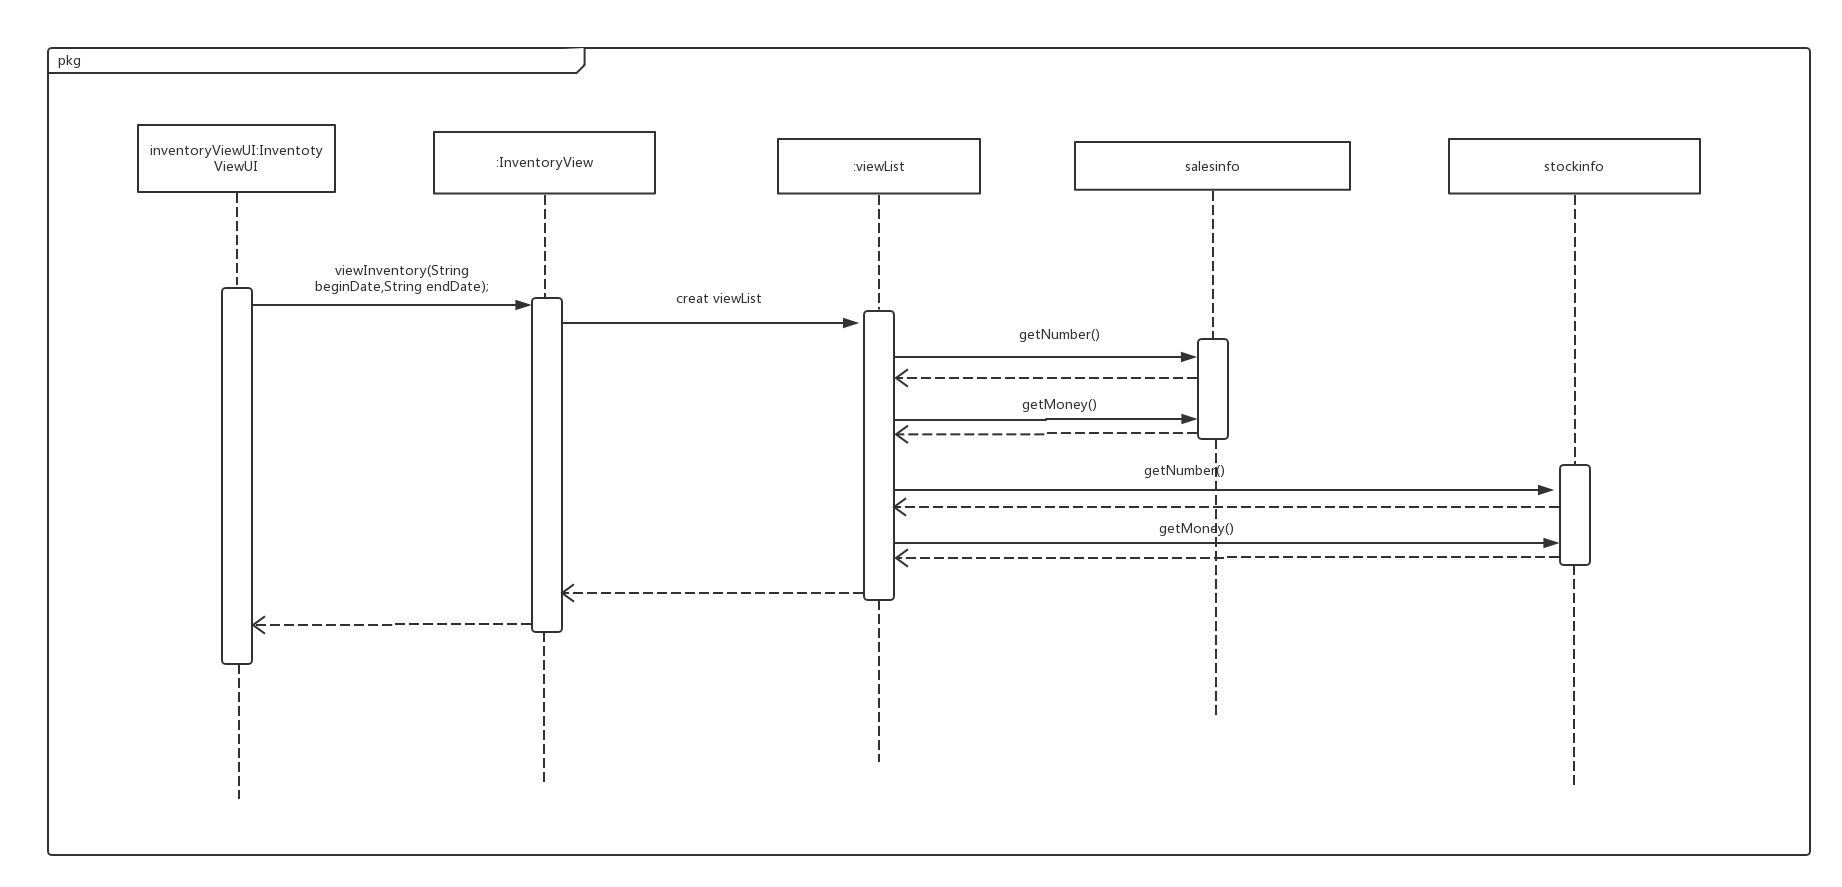 pkg
inventoryViewUI:Inventoty
ViewUI
:InventoryView
:viewList
salesinfo
stockinfo
viewInventory(String
beginDate,String endDate);
creat viewList
getNumber()
getMoney()
getNumber()
getMoney()